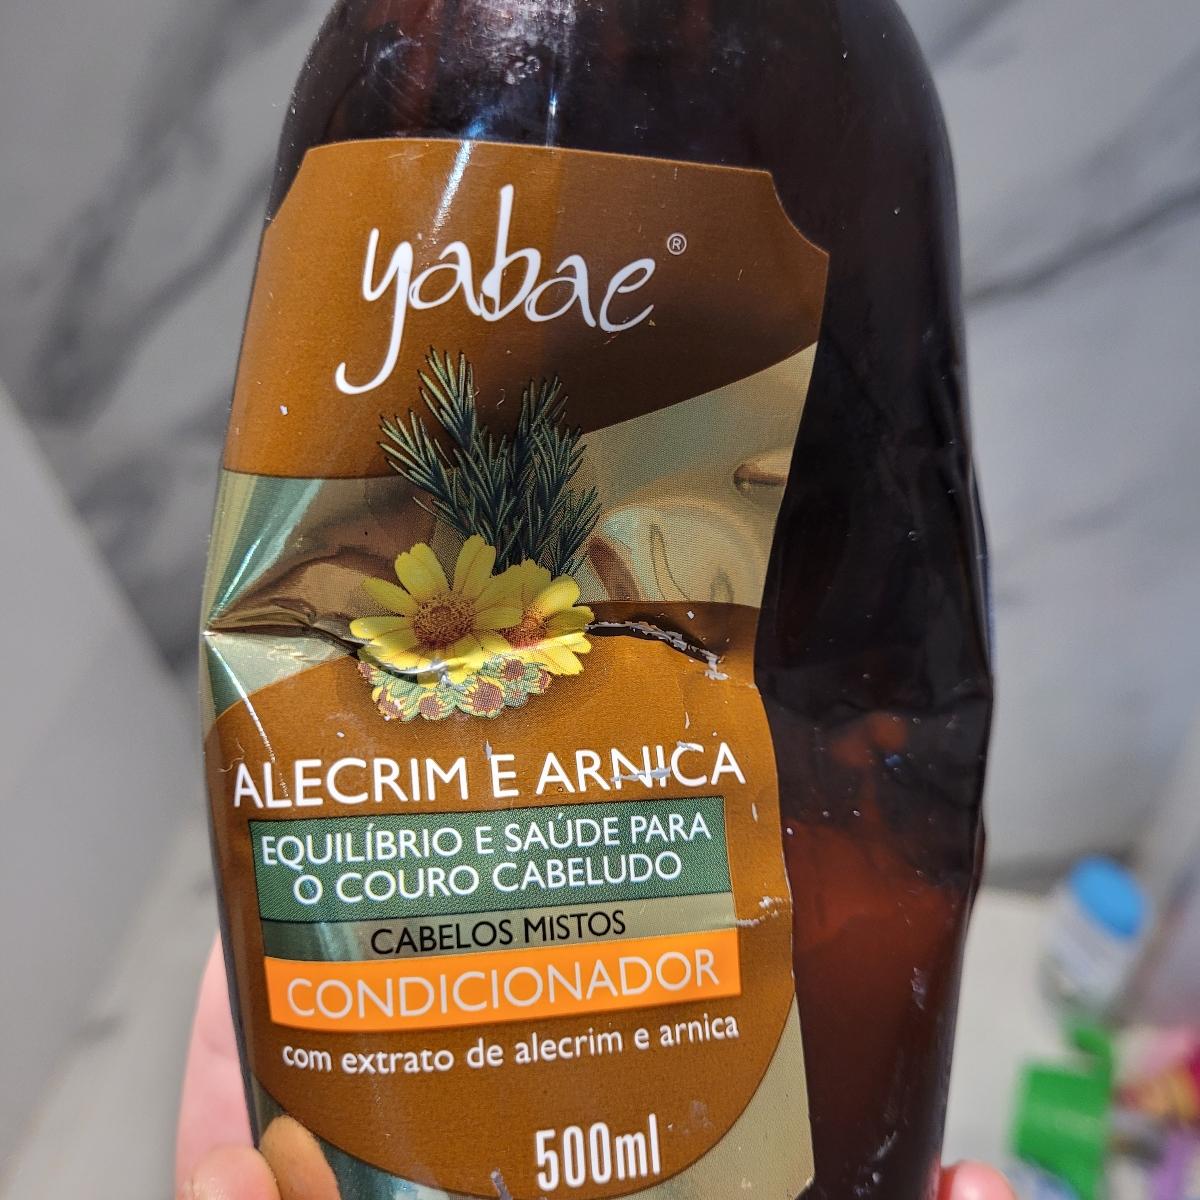 yabae®
ALECRIM E ARNICA
EQUILÍBRIO E SAÚDE PARA
O COURO CABELUDO
CABELOS MISTOS
CONDICIONADOR
com extrato de alecrim e arnica
500ml